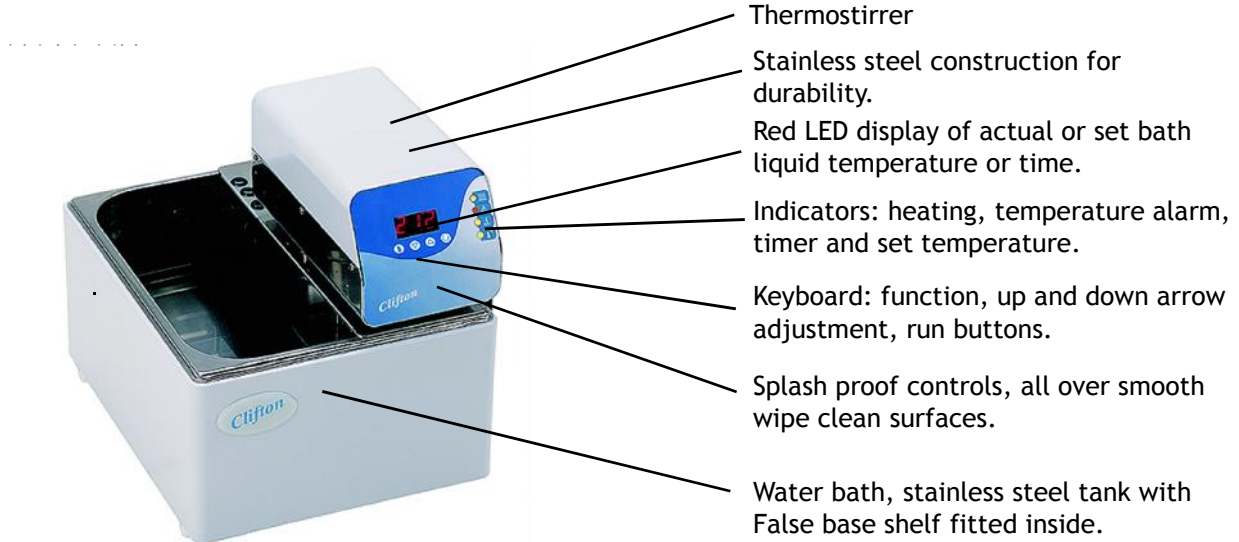 Thermostirrer
Stainless steel construction for
durability.
Red LED display of actual or set bath
liquid temperature or time.
Indicators: heating, temperature alarm,
timer and set temperature.
Keyboard: function, up and down arrow
adjustment, run buttons.
Splash proof controls, all over smooth
wipe clean surfaces.
Water bath, stainless steel tank with
False base shelf fitted inside.
Clifton
Clifton